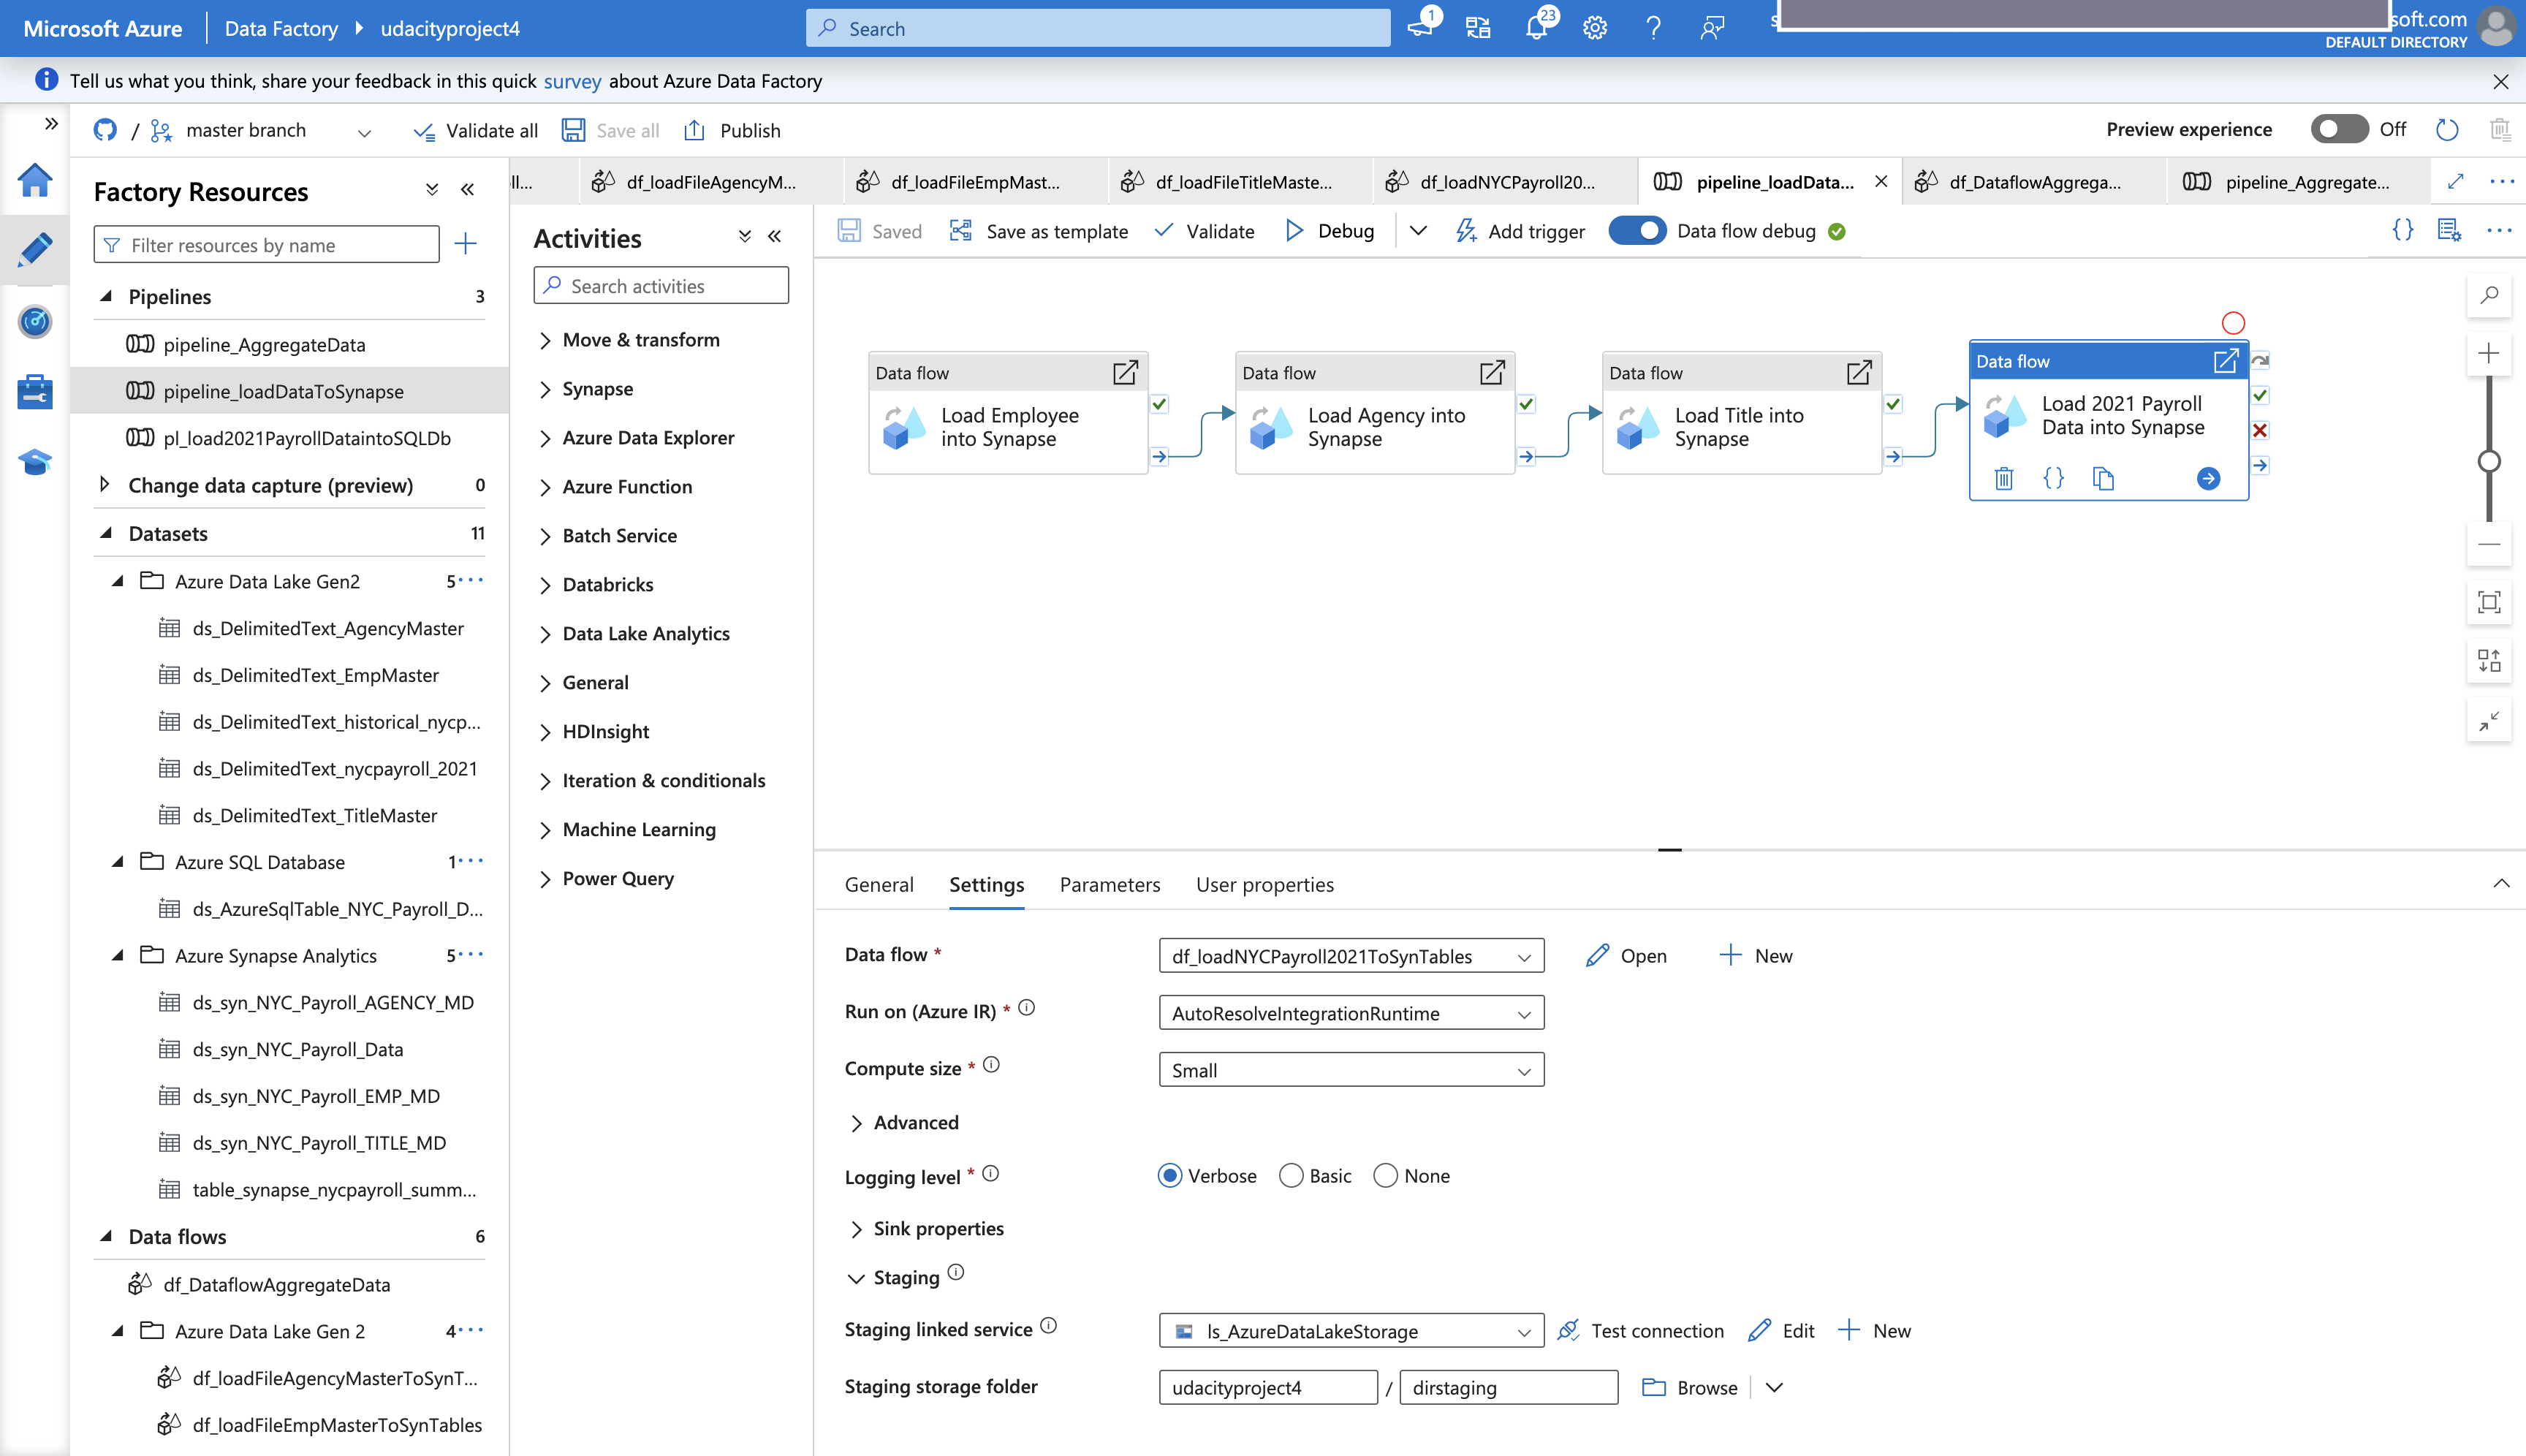 Microsoft Azure
Data Factory
udacityproject4
Search
1
23
soft.com
DEFAULT DIRECTORY
Tell us what you think, share your feedback in this quick survey about Azure Data Factory
/ master branch
Validate all
Save all
Publish
Preview experience
Off
Factory Resources
Filter resources by name
Pipelines 3
pipeline_AggregateData
pipeline_loadDataToSynapse
pl_load2021PayrollDataintoSQLDb
Change data capture (preview) 0
Datasets 11
Azure Data Lake Gen2 5
ds_DelimitedText_AgencyMaster
ds_DelimitedText_EmpMaster
ds_DelimitedText_historical_nycp...
ds_DelimitedText_nycpayroll_2021
ds_DelimitedText_TitleMaster
Azure SQL Database 1
ds_AzureSqlTable_NYC_Payroll_D...
Azure Synapse Analytics 5
ds_syn_NYC_Payroll_AGENCY_MD
ds_syn_NYC_Payroll_Data
ds_syn_NYC_Payroll_EMP_MD
ds_syn_NYC_Payroll_TITLE_MD
table_synapse_nycpayroll_summ...
Data flows 6
df_DataflowAggregateData
Azure Data Lake Gen 2 4
df_loadFileAgencyMasterToSynT...
df_loadFileEmpMasterToSynTables
ll...
df_loadFileAgencyM...
df_loadFileEmpMast...
df_loadFileTitleMaste...
df_loadNYCPayroll20...
pipeline_loadData...
df_DataflowAggrega...
pipeline_Aggregate...
Activities
Search activities
Move & transform
Synapse
Azure Data Explorer
Azure Function
Batch Service
Databricks
Data Lake Analytics
General
HDInsight
Iteration & conditionals
Machine Learning
Power Query
Saved
Save as template
Validate
Debug
Add trigger
Data flow debug
Data flow
Load Employee
into Synapse
Data flow
Load Agency into
Synapse
Data flow
Load Title into
Synapse
Data flow
Load 2021 Payroll
Data into Synapse
General
Settings
Parameters
User properties
Data flow *
df_loadNYCPayroll2021ToSynTables
Open
New
Run on (Azure IR) *
AutoResolveIntegrationRuntime
Compute size *
Small
Advanced
Logging level *
Verbose
Basic
None
Sink properties
Staging
Staging linked service
ls_AzureDataLakeStorage
Test connection
Edit
New
Staging storage folder
udacityproject4 / dirstaging
Browse